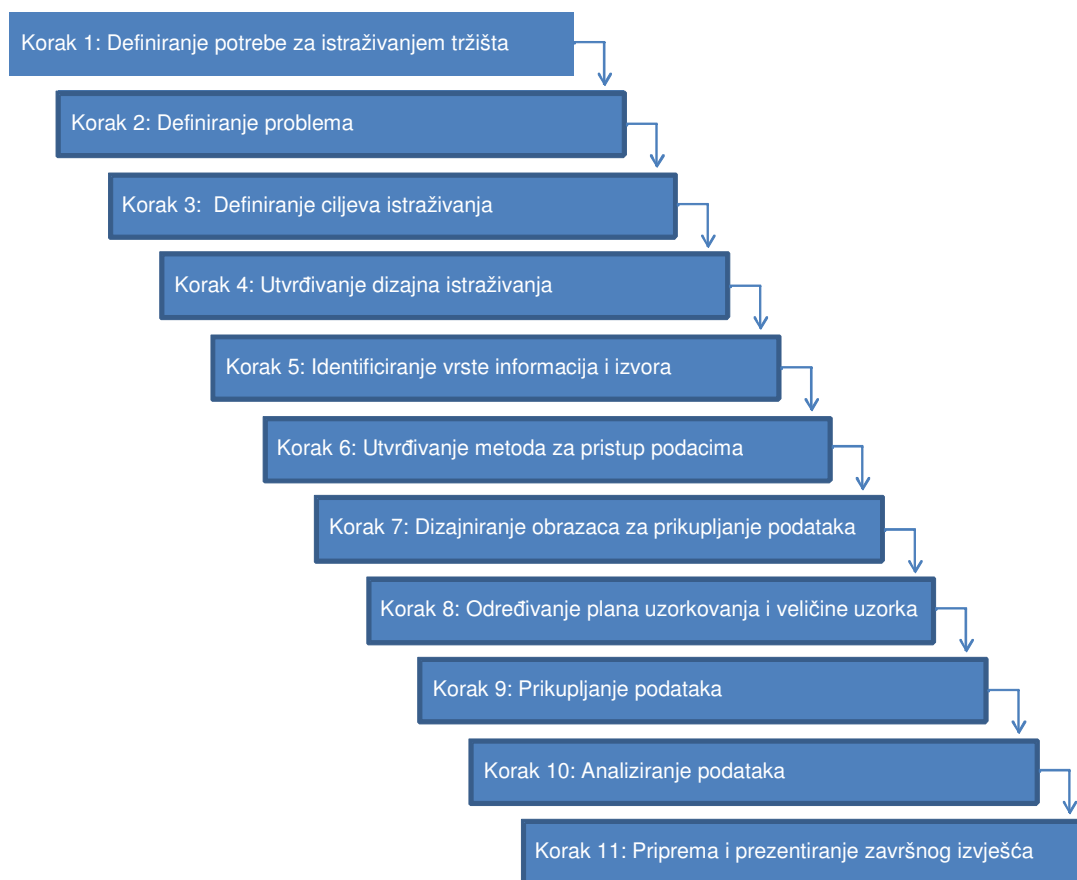 Korak 1: Definiranje potrebe za istraživanjem tržišta
Korak 2: Definiranje problema
Korak 3:  Definiranje ciljeva istraživanja
Korak 4: Utvrđivanje dizajna istraživanja
Korak 5: Identificiranje vrste informacija i izvora
Korak 6: Utvrđivanje metoda za pristup podacima
Korak 7: Dizajniranje obrazaca za prikupljanje podataka
Korak 8: Određivanje plana uzorkovanja i veličine uzorka
Korak 9: Prikupljanje podataka
Korak 10: Analiziranje podataka
Korak 11: Priprema i prezentiranje završnog izvješća